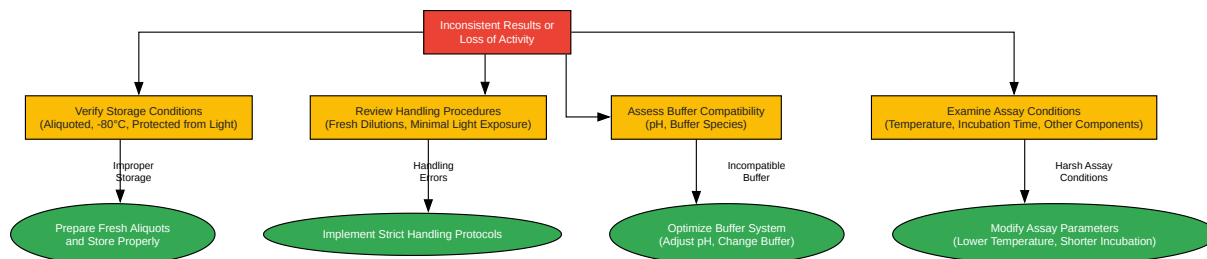 Inconsistent Results or
Loss of Activity
Verify Storage Conditions
(Aliquoted, -80°C, Protected from Light)
Review Handling Procedures
(Fresh Dilutions, Minimal Light Exposure)
Assess Buffer Compatibility
(pH, Buffer Species)
Examine Assay Conditions
(Temperature, Incubation Time, Other Components)
Improper
Storage
Handling
Errors
Incompatible
Buffer
Harsh Assay
Conditions
Prepare Fresh Aliquots
and Store Properly
Implement Strict Handling Protocols
Optimize Buffer System
(Adjust pH, Change Buffer)
Modify Assay Parameters
(Lower Temperature, Shorter Incubation)